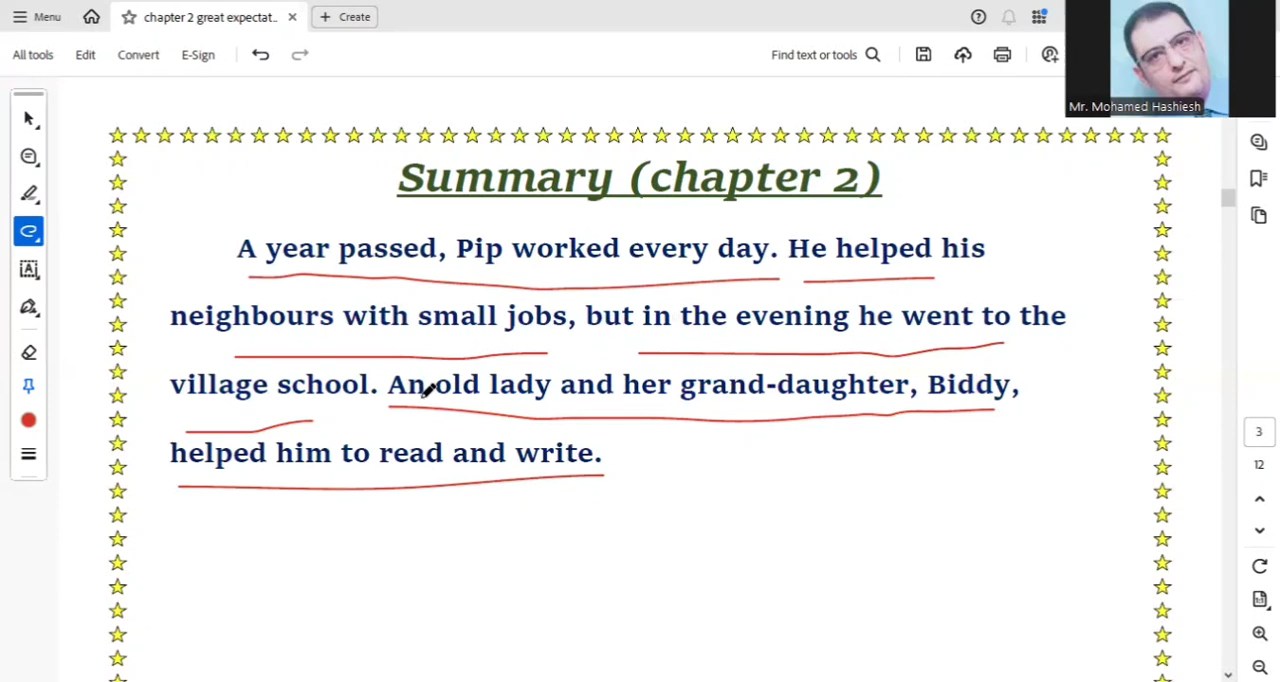 Menu
chapter 2 great expectat..
Create
All tools
Edit
Convert
E-Sign
Find text or tools
Mr. Mohamed Hashiesh
Summary (chapter 2)
A year passed, Pip worked every day. He helped his
neighbours with small jobs, but in the evening he went to the
village school. An old lady and her grand-daughter, Biddy,
helped him to read and write.
3
12